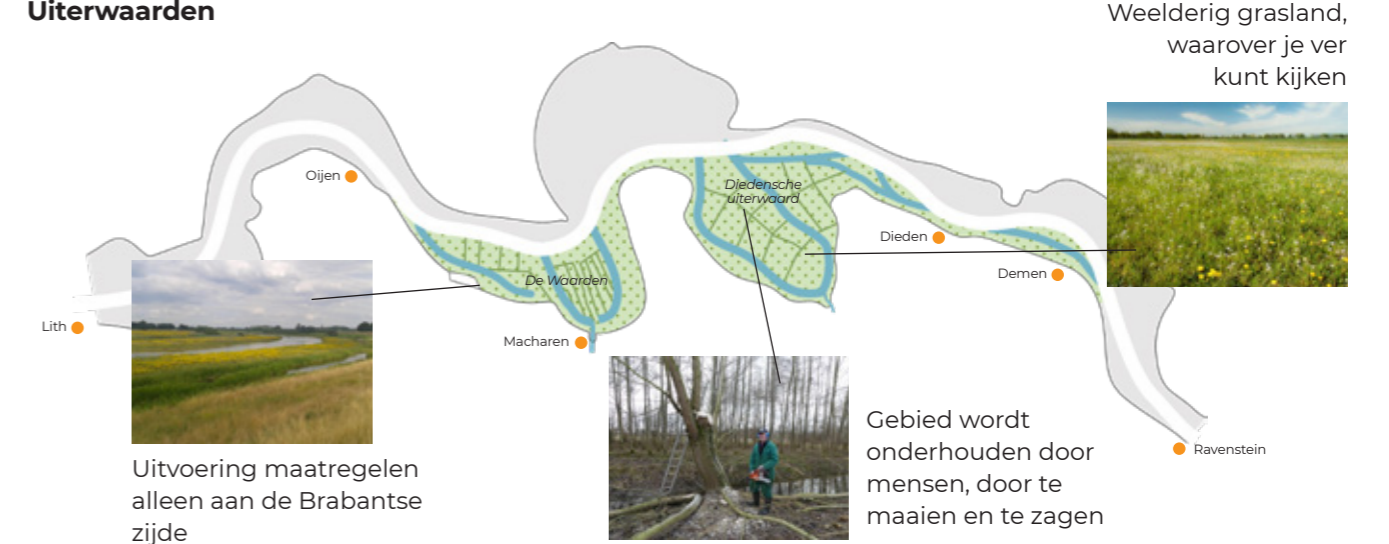 Uiterwaarden
Weelderig grasland,
waarover je ver
kunt kijken
Oijen
Diedensche
uiterwaard
Dieden
Demen
De Waarden
Lith
Macharen
Gebied wordt
onderhouden door
mensen, door te
maaien en te zagen
Ravenstein
Uitvoering maatregelen
alleen aan de Brabantse
zijde